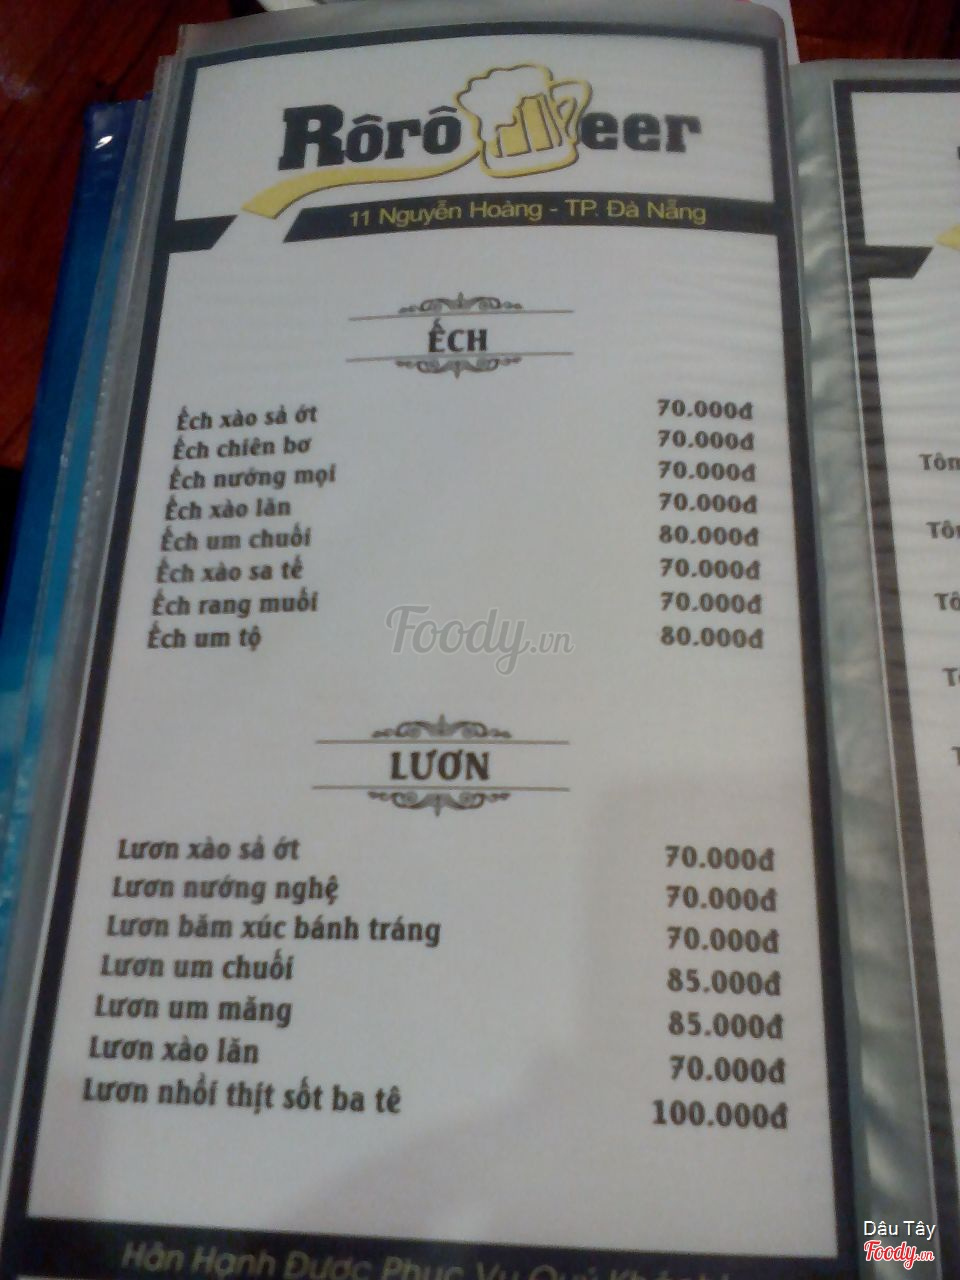 Rôrô Beer
11 Nguyễn Hoàng - TP. Đà Nẵng
ẾCH
Ếch xào sả ớt 70.000đ
Ếch chiên bơ 70.000đ
Ếch nướng mọi 70.000đ
Ếch xào lăn 70.000đ
Ếch um chuối 80.000đ
Ếch xào sa tế 70.000đ
Ếch rang muối 70.000đ
Ếch um tộ 80.000đ
Foody.vn
LƯƠN
Lươn xào sả ớt 70.000đ
Lươn nướng nghệ 70.000đ
Lươn băm xúc bánh tráng 70.000đ
Lươn um chuối 85.000đ
Lươn um măng 85.000đ
Lươn xào lăn 70.000đ
Lươn nhồi thịt sốt ba tê 100.000đ
Hân Hạnh Được Phục Vụ Quý
Tôm
Dâu Tây
Foody.vn